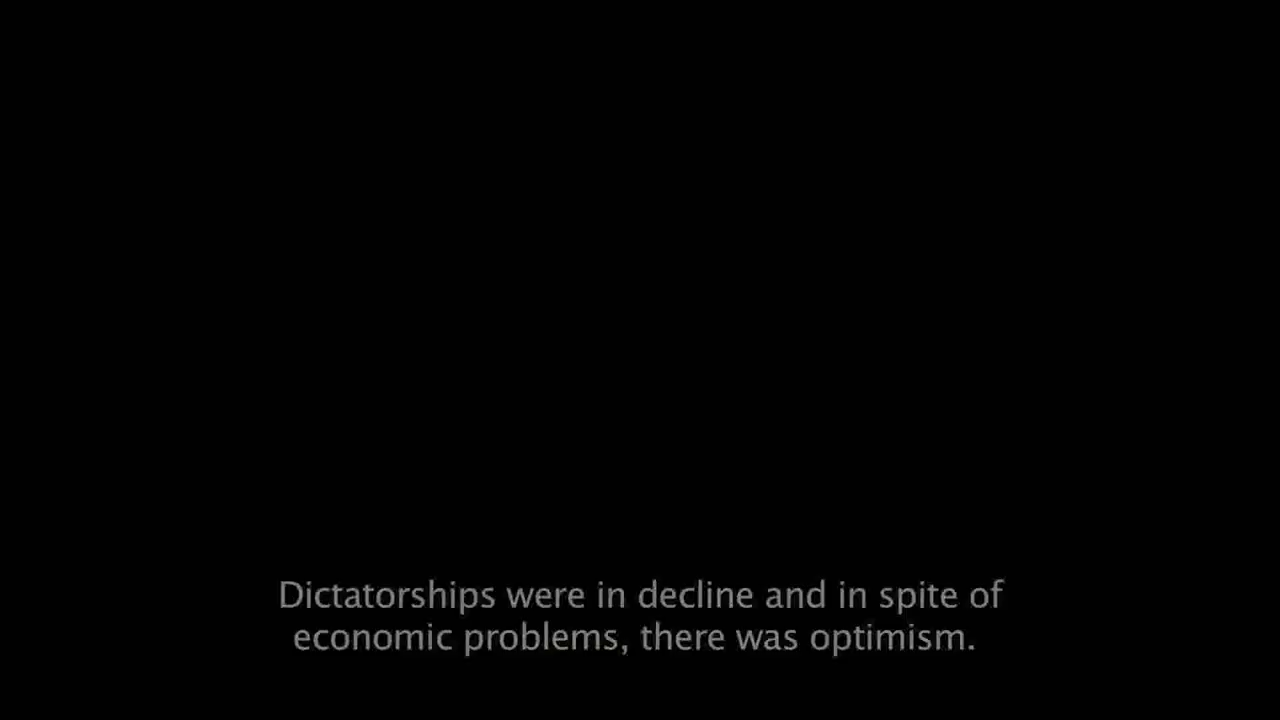 Dictatorships were in decline and in spite of
economic problems, there was optimism.